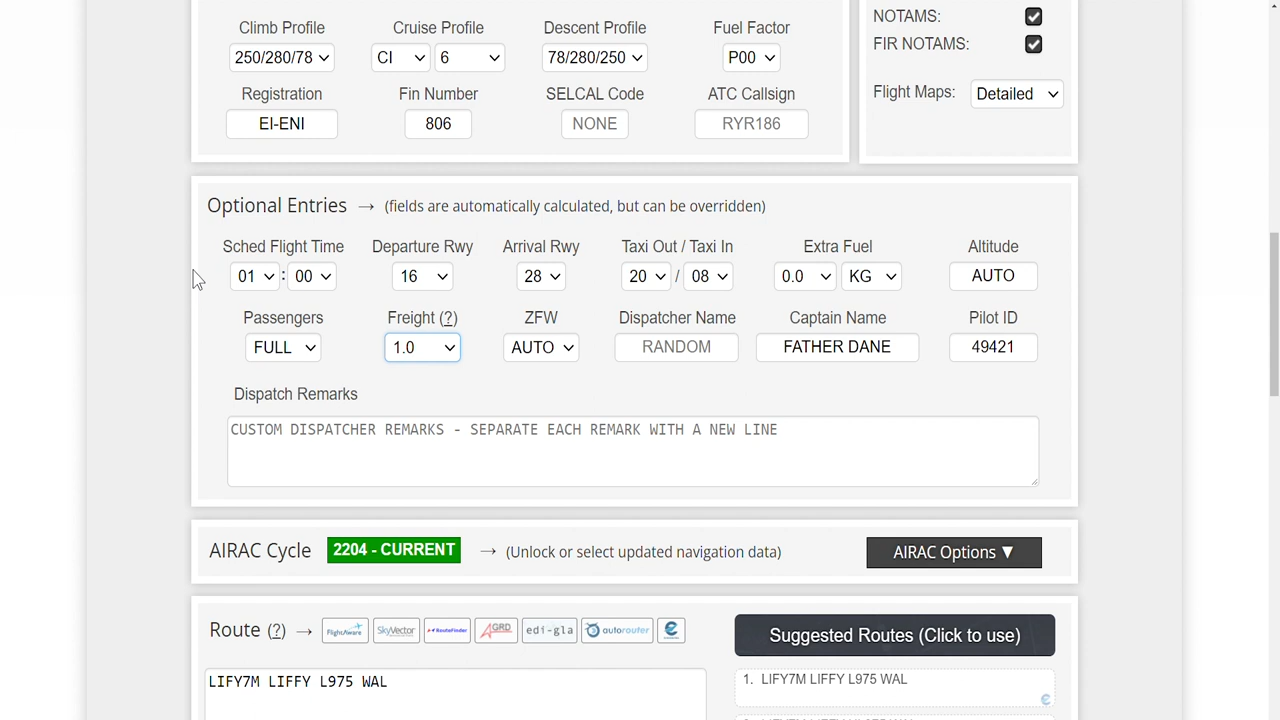 Climb Profile Cruise Profile Descent Profile Fuel Factor
250/280/78 CI 6 78/280/250 P00
Registration Fin Number SELCAL Code ATC Callsign
EI-ENI 806 NONE RYR186
NOTAMS:
FIR NOTAMS:
Flight Maps: Detailed
Optional Entries → (fields are automatically calculated, but can be overridden)
Sched Flight Time Departure Rwy Arrival Rwy Taxi Out / Taxi In Extra Fuel Altitude
01 : 00 16 28 20 / 08 0.0 KG AUTO
Passengers Freight (?) ZFW Dispatcher Name Captain Name Pilot ID
FULL 1.0 AUTO RANDOM FATHER DANE 49421
Dispatch Remarks
CUSTOM DISPATCHER REMARKS - SEPARATE EACH REMARK WITH A NEW LINE
AIRAC Cycle 2204 - CURRENT → (Unlock or select updated navigation data) AIRAC Options ▼
Route (?) → FlightAware SkyVector RouteFinder GRD edi-gla autorouter
Suggested Routes (Click to use)
LIFY7M LIFFY L975 WAL
1. LIFY7M LIFFY L975 WAL